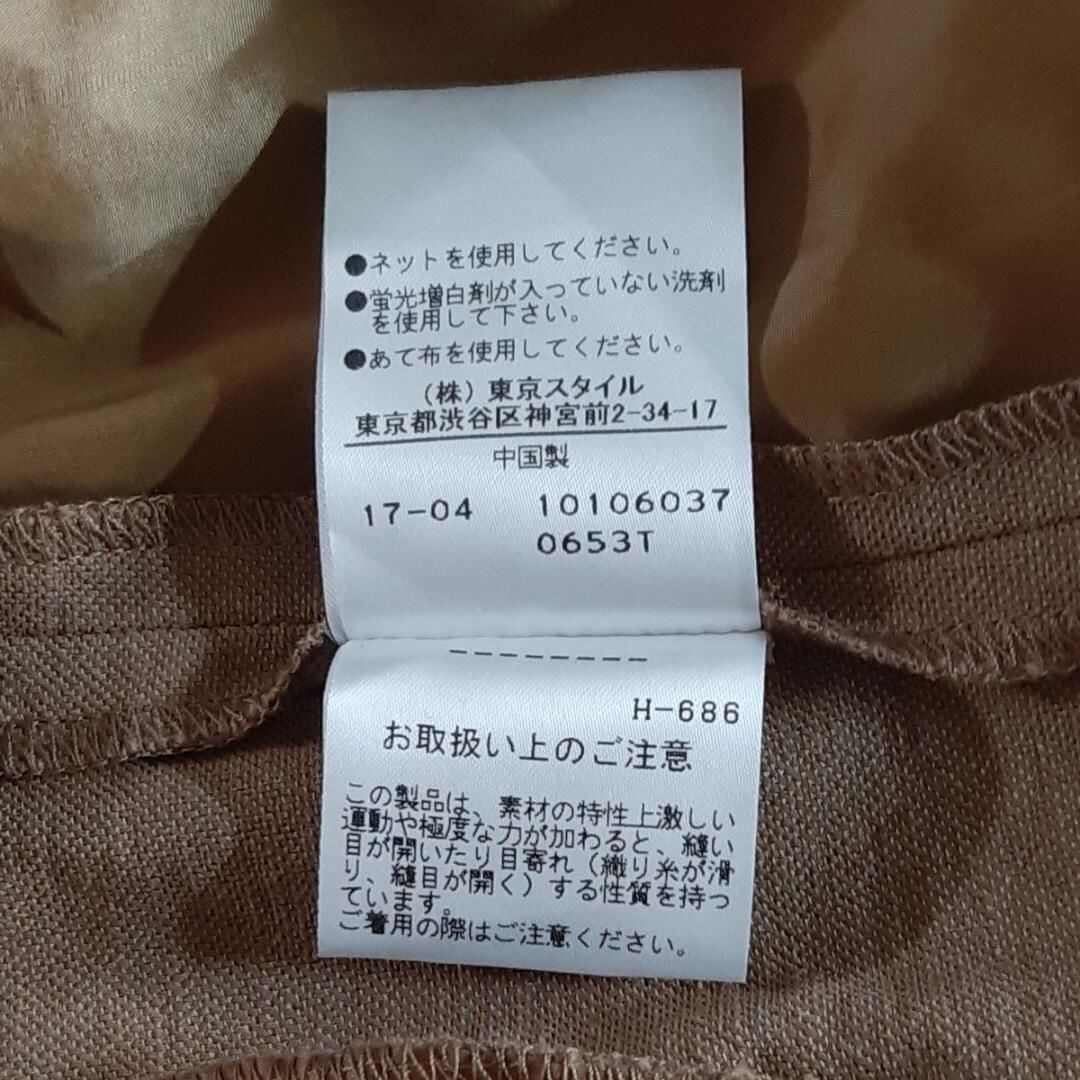 ●ネットを使用してください。
●蛍光増白剤が入っていない洗剤
を使用して下さい。
●あて布を使用してください。
(株)東京スタイル
東京都渋谷区神宮前2-34-17
中国製
17-04 10106037
0653T
--------
H-686
お取扱い上のご注意
この製品は、素材の特性上激しい
運動や極度な力が加わると、縫い
目が開いたり目寄れ(織り糸が滑
り、縫目が開く)する性質を持っ
ています。
ご着用の際はご注意ください。